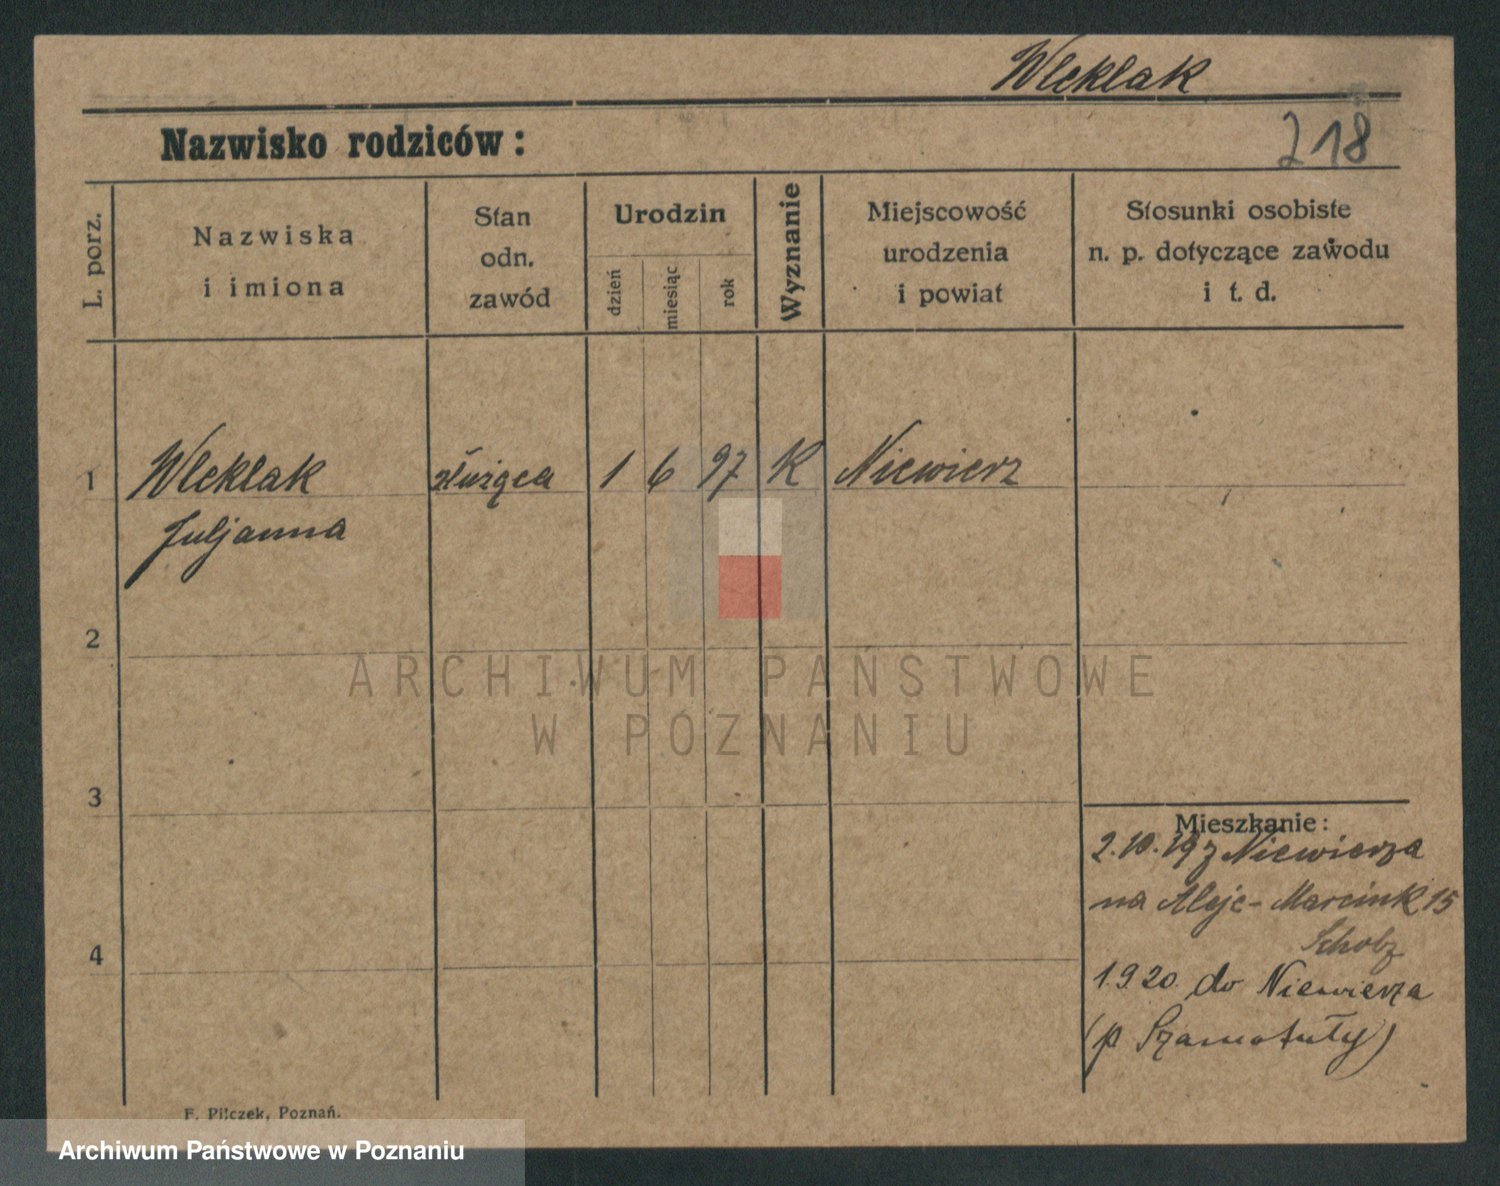 Wleklak
Nazwisko rodziców:
218
L. porz.
Nazwiska
i imiona
Stan
odn.
zawód
Urodzin
dzień
miesiąc
rok
Wyznanie
Miejscowość
urodzenia
i powiat
Stosunki osobiste
n. p. dotyczące zawodu
i t. d.
1 Wleklak służąca 1 6 97 K Niewierz
Juljanna
2
ARCHIWUM PAŃSTWOWE
W POZNANIU
3
Mieszkanie:
2.10.19 z Niewierza
na Aleje-Marcink 15
Scholz
4
1.9 20 do Niewierza
(p Szamotuły)
F. Pilczek, Poznań.
Archiwum Państwowe w Poznaniu